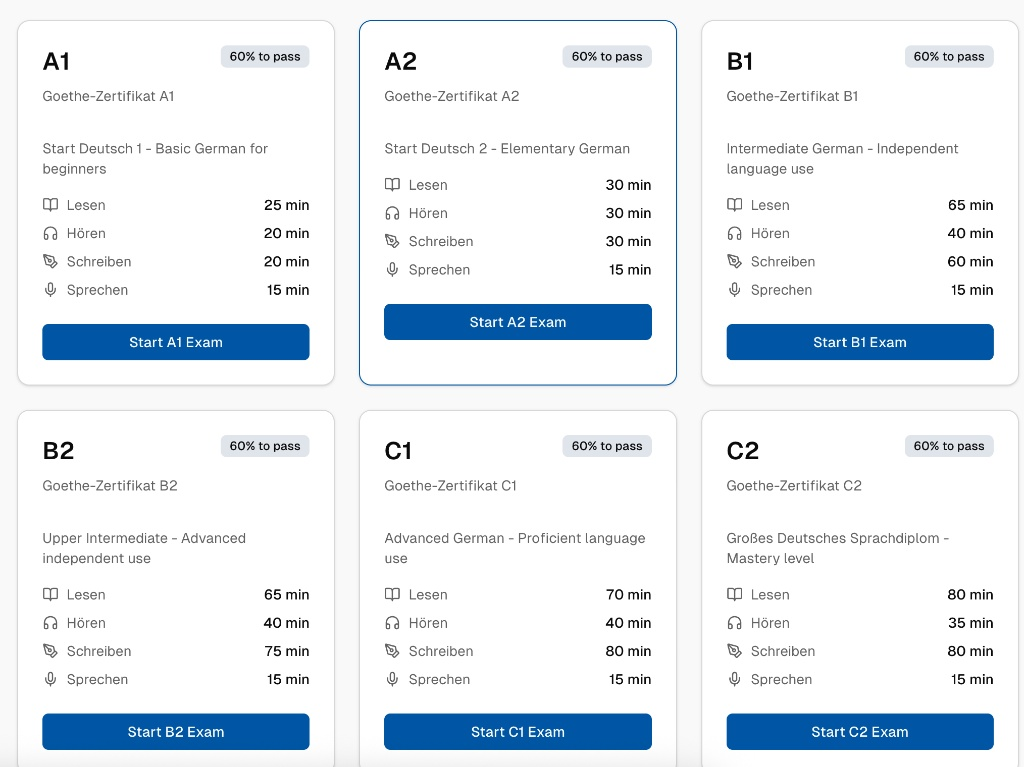 A1
60% to pass
Goethe-Zertifikat A1
Start Deutsch 1 - Basic German for
beginners
Lesen 25 min
Hören 20 min
Schreiben 20 min
Sprechen 15 min
Start A1 Exam
A2
60% to pass
Goethe-Zertifikat A2
Start Deutsch 2 - Elementary German
Lesen 30 min
Hören 30 min
Schreiben 30 min
Sprechen 15 min
Start A2 Exam
B1
60% to pass
Goethe-Zertifikat B1
Intermediate German - Independent
language use
Lesen 65 min
Hören 40 min
Schreiben 60 min
Sprechen 15 min
Start B1 Exam
B2
60% to pass
Goethe-Zertifikat B2
Upper Intermediate - Advanced
independent use
Lesen 65 min
Hören 40 min
Schreiben 75 min
Sprechen 15 min
Start B2 Exam
C1
60% to pass
Goethe-Zertifikat C1
Advanced German - Proficient language
use
Lesen 70 min
Hören 40 min
Schreiben 80 min
Sprechen 15 min
Start C1 Exam
C2
60% to pass
Goethe-Zertifikat C2
Großes Deutsches Sprachdiplom -
Mastery level
Lesen 80 min
Hören 35 min
Schreiben 80 min
Sprechen 15 min
Start C2 Exam